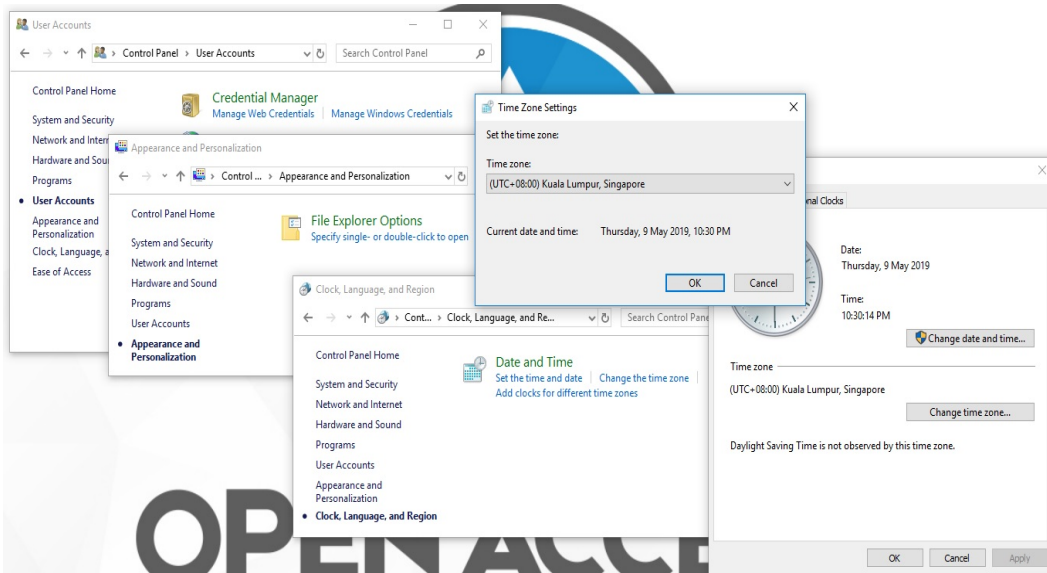 User Accounts
Control Panel > User Accounts
Search Control Panel
Control Panel Home
System and Security
Network and Intern
Hardware and Sou
Programs
User Accounts
Appearance and
Personalization
Clock, Language, a
Ease of Access
Credential Manager
Manage Web Credentials
Manage Windows Credentials
Appearance and Personalization
Control ... > Appearance and Personalization
Control Panel Home
System and Security
Network and Internet
Hardware and Sound
Programs
User Accounts
Appearance and
Personalization
File Explorer Options
Specify single- or double-click to open
Clock, Language, and Region
Cont... > Clock, Language, and Re...
Search Control Pane
Control Panel Home
System and Security
Network and Internet
Hardware and Sound
Programs
User Accounts
Appearance and
Personalization
Clock, Language, and Region
Date and Time
Set the time and date
Change the time zone
Add clocks for different time zones
Time Zone Settings
Set the time zone:
Time zone:
(UTC+08:00) Kuala Lumpur, Singapore
Current date and time: Thursday, 9 May 2019, 10:30 PM
OK Cancel
nal Clocks
Date:
Thursday, 9 May 2019
Time:
10:30:14 PM
Change date and time...
Time zone
(UTC+08:00) Kuala Lumpur, Singapore
Change time zone...
Daylight Saving Time is not observed by this time zone.
OK Cancel Apply
OPEN ACCE